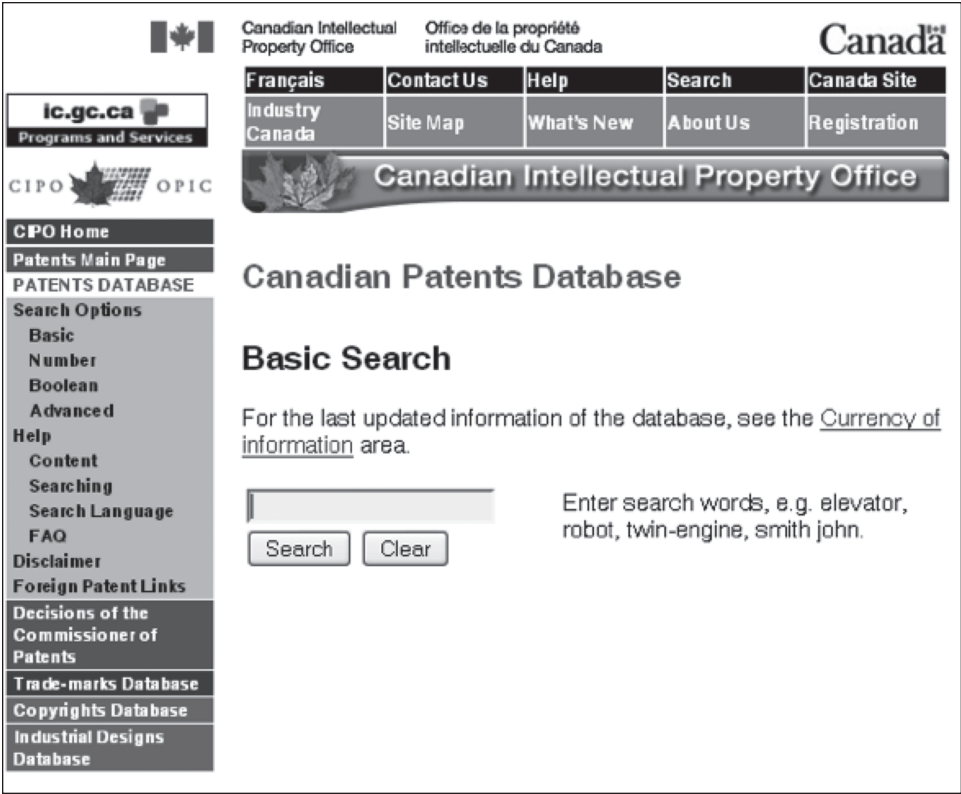 Canadian Intellectual Property Office
Office de la propriété intellectuelle du Canada
Canada
Français Contact Us Help Search Canada Site
Industry Canada Site Map What's New About Us Registration
ic.gc.ca
Programs and Services
CIPO OPIC
Canadian Intellectual Property Office
CIPO Home
Patents Main Page
PATENTS DATABASE
Search Options
Basic
Number
Boolean
Advanced
Help
Content
Searching
Search Language
FAQ
Disclaimer
Foreign Patent Links
Decisions of the
Commissioner of
Patents
Trade-marks Database
Copyrights Database
Industrial Designs
Database
Canadian Patents Database
Basic Search
For the last updated information of the database, see the Currency of
information area.
Enter search words, e.g. elevator,
robot, twin-engine, smith john.
Search Clear